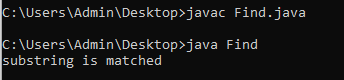 C:\Users\Admin\Desktop>javac Find.java
C:\Users\Admin\Desktop>java Find
substring is matched